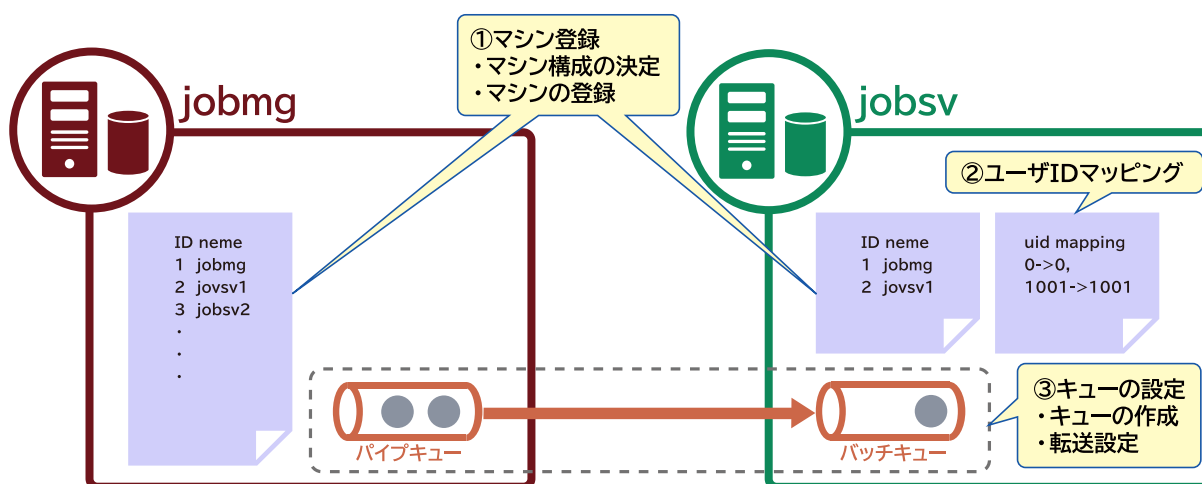 ①マシン登録
・マシン構成の決定
・マシンの登録
jobmg
jobsv
②ユーザIDマッピング
ID neme
1 jobmg
2 jovsv1
3 jobsv2
・
・
・
ID neme
1 jobmg
2 jovsv1
uid mapping
0->0,
1001->1001
パイプキュー
バッチキュー
③キューの設定
・キューの作成
・転送設定